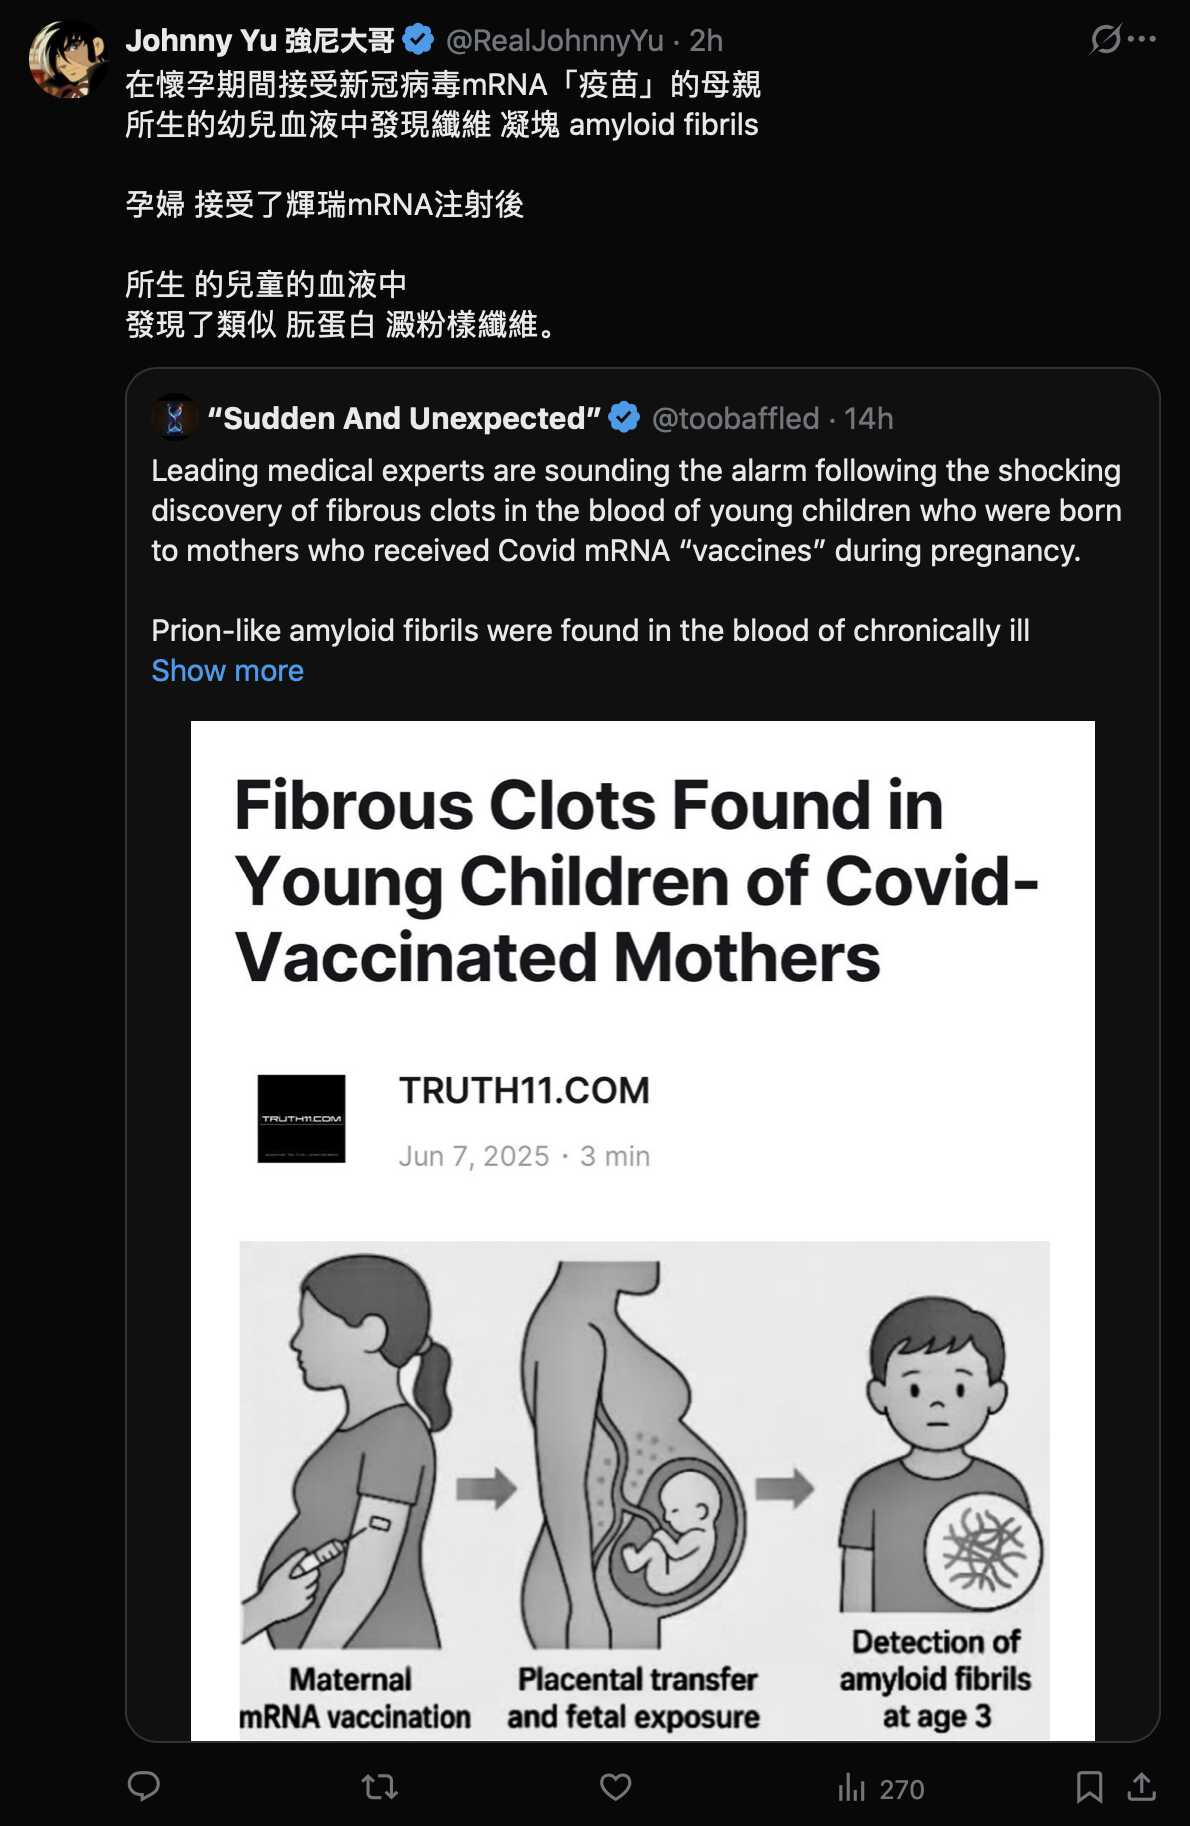 Johnny Yu 強尼大哥 @RealJohnnyYu · 2h
在懷孕期間接受新冠病毒mRNA「疫苗」的母親
所生的幼兒血液中發現纖維 凝塊 amyloid fibrils
孕婦 接受了輝瑞mRNA注射後
所生 的兒童的血液中
發現了類似 朊蛋白 澱粉樣纖維。
“Sudden And Unexpected” @toobaffled · 14h
Leading medical experts are sounding the alarm following the shocking
discovery of fibrous clots in the blood of young children who were born
to mothers who received Covid mRNA “vaccines” during pregnancy.
Prion-like amyloid fibrils were found in the blood of chronically ill
Show more
Fibrous Clots Found in
Young Children of Covid-
Vaccinated Mothers
TRUTH11.COM
TRUTH11.COM
Jun 7, 2025 · 3 min
Maternal
mRNA vaccination
Placental transfer
and fetal exposure
Detection of
amyloid fibrils
at age 3
270